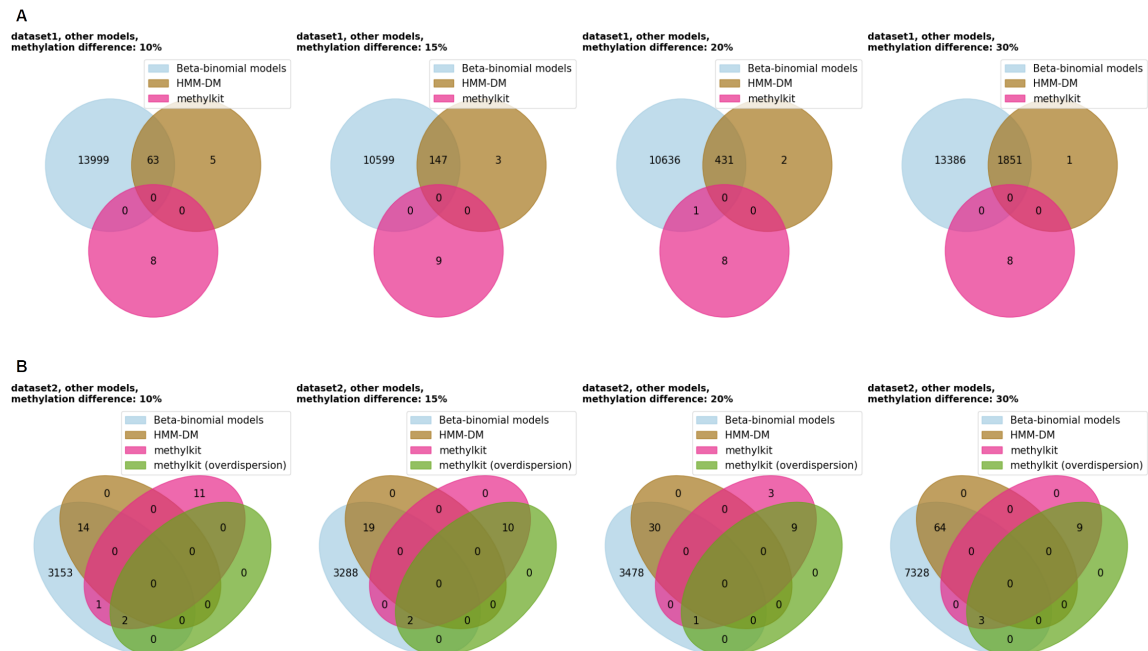 A
dataset1, other models,
methylation difference: 10%
Beta-binomial models
HMM-DM
methylkit
13999
63
5
0
0
0
8
dataset1, other models,
methylation difference: 15%
Beta-binomial models
HMM-DM
methylkit
10599
147
3
0
0
0
9
dataset1, other models,
methylation difference: 20%
Beta-binomial models
HMM-DM
methylkit
10636
431
2
0
1
0
8
dataset1, other models,
methylation difference: 30%
Beta-binomial models
HMM-DM
methylkit
13386
1851
1
0
0
0
8
B
dataset2, other models,
methylation difference: 10%
Beta-binomial models
HMM-DM
methylkit
methylkit (overdispersion)
0
11
0
14
0
0
0
3153
0
0
1
0
2
0
0
dataset2, other models,
methylation difference: 15%
Beta-binomial models
HMM-DM
methylkit
methylkit (overdispersion)
0
0
0
19
10
0
0
3288
0
0
0
0
2
0
0
dataset2, other models,
methylation difference: 20%
Beta-binomial models
HMM-DM
methylkit
methylkit (overdispersion)
0
3
0
30
9
0
0
3478
0
0
0
0
1
0
0
dataset2, other models,
methylation difference: 30%
Beta-binomial models
HMM-DM
methylkit
methylkit (overdispersion)
0
0
0
64
9
0
0
7328
0
0
0
0
3
0
0